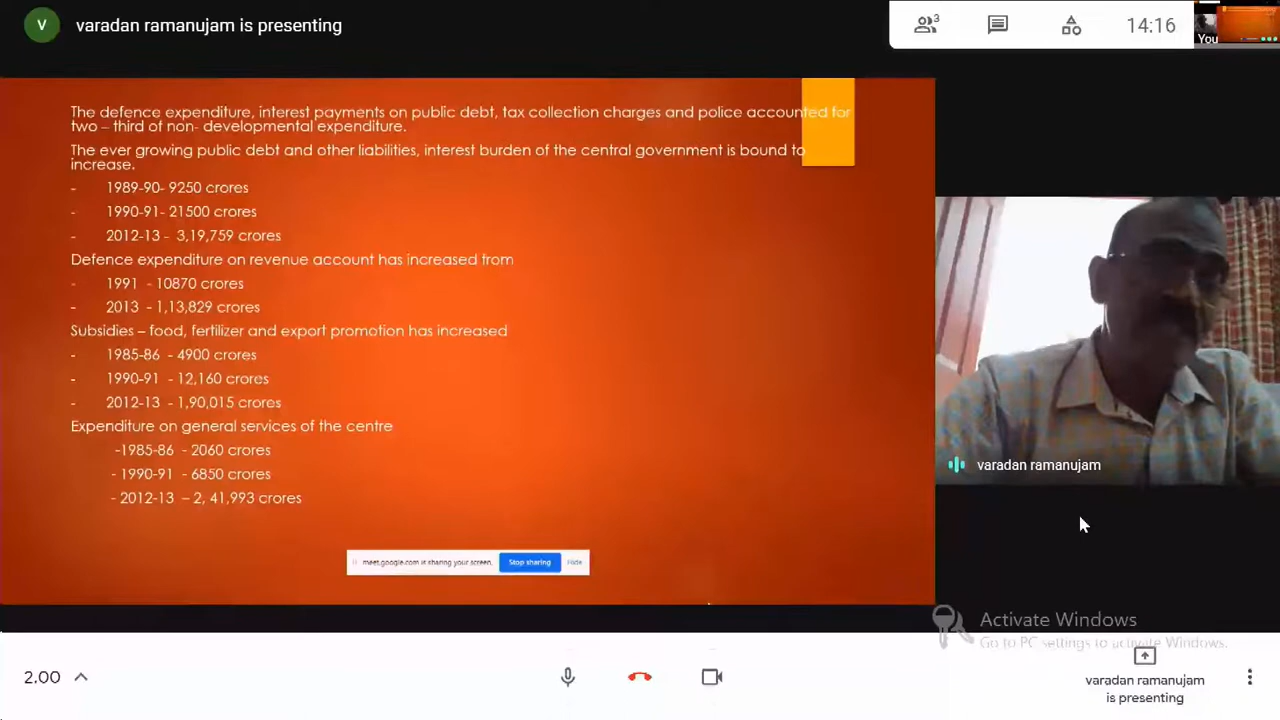 V
varadan ramanujam is presenting
3
14:16
You
The defence expenditure, interest payments on public debt, tax collection charges and police accounted for
two – third of non- developmental expenditure.
The ever growing public debt and other liabilities, interest burden of the central government is bound to
increase.
- 1989-90- 9250 crores
- 1990-91- 21500 crores
- 2012-13 - 3,19,759 crores
Defence expenditure on revenue account has increased from
- 1991 - 10870 crores
- 2013 - 1,13,829 crores
Subsidies – food, fertilizer and export promotion has increased
- 1985-86 - 4900 crores
- 1990-91 - 12,160 crores
- 2012-13 - 1,90,015 crores
Expenditure on general services of the centre
-1985-86 - 2060 crores
- 1990-91 - 6850 crores
- 2012-13 – 2, 41,993 crores
varadan ramanujam
meet.google.com is sharing your screen.
Stop sharing
Hide
Activate Windows
Go to PC settings to activate Windows.
2.00
varadan ramanujam
is presenting